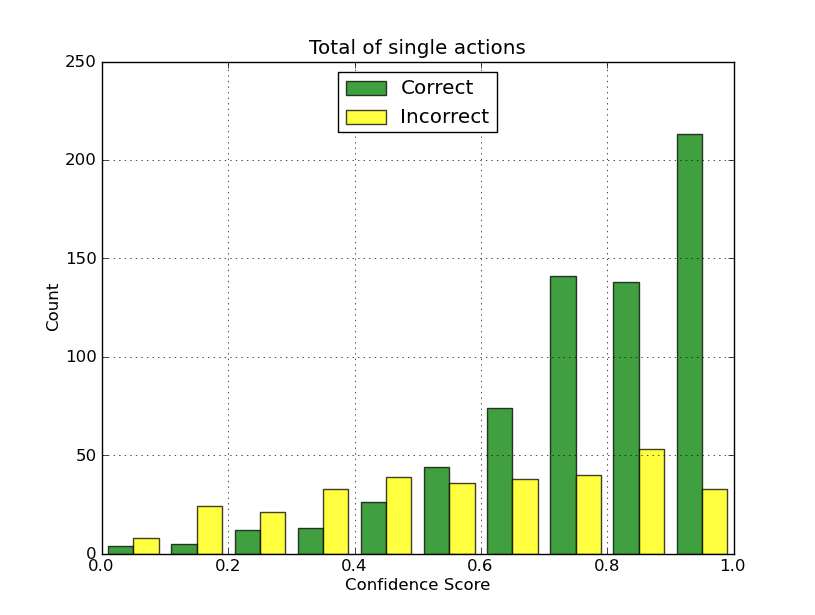 Total of single actions
Correct
Incorrect
250
200
150
100
50
0
Count
0.0 0.2 0.4 0.6 0.8 1.0
Confidence Score